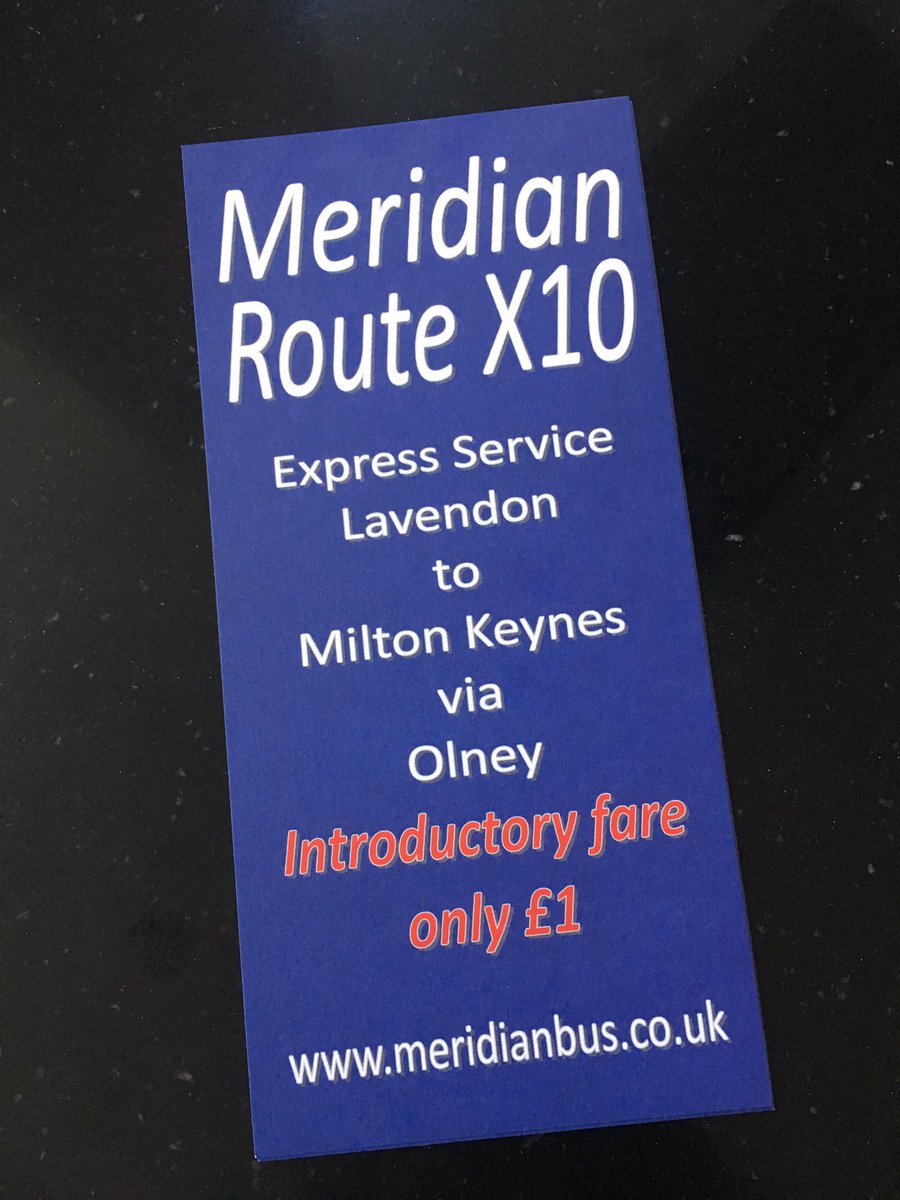 Meridian
Route X10
Express Service
Lavendon
to
Milton Keynes
via
Olney
Introductory fare
only £1
www.meridianbus.co.uk